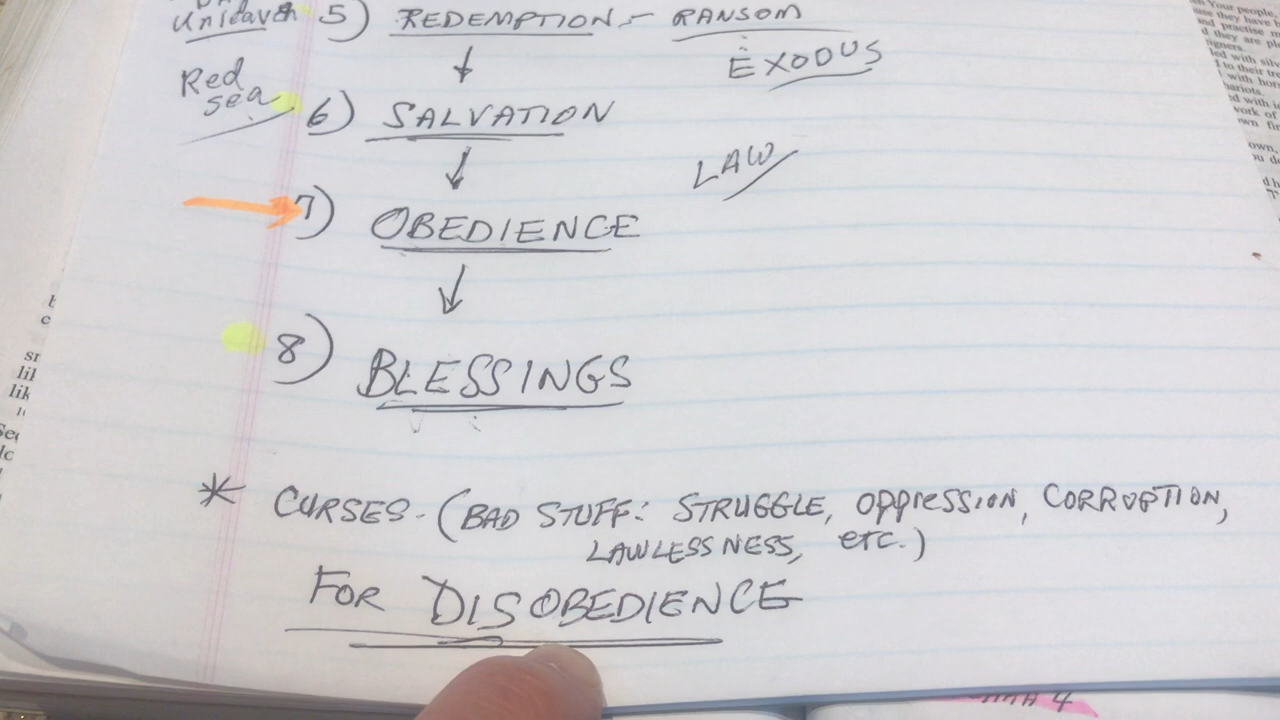 5) REDEMPTION - RANSOM
EXODUS
Red
sea
6) SALVATION
LAW
7) OBEDIENCE
8) BLESSINGS
* CURSES - (BAD STUFF: STRUGGLE, OPPRESSION, CORRUPTION,
LAWLESSNESS, etc.)
FOR DISOBEDIENCE